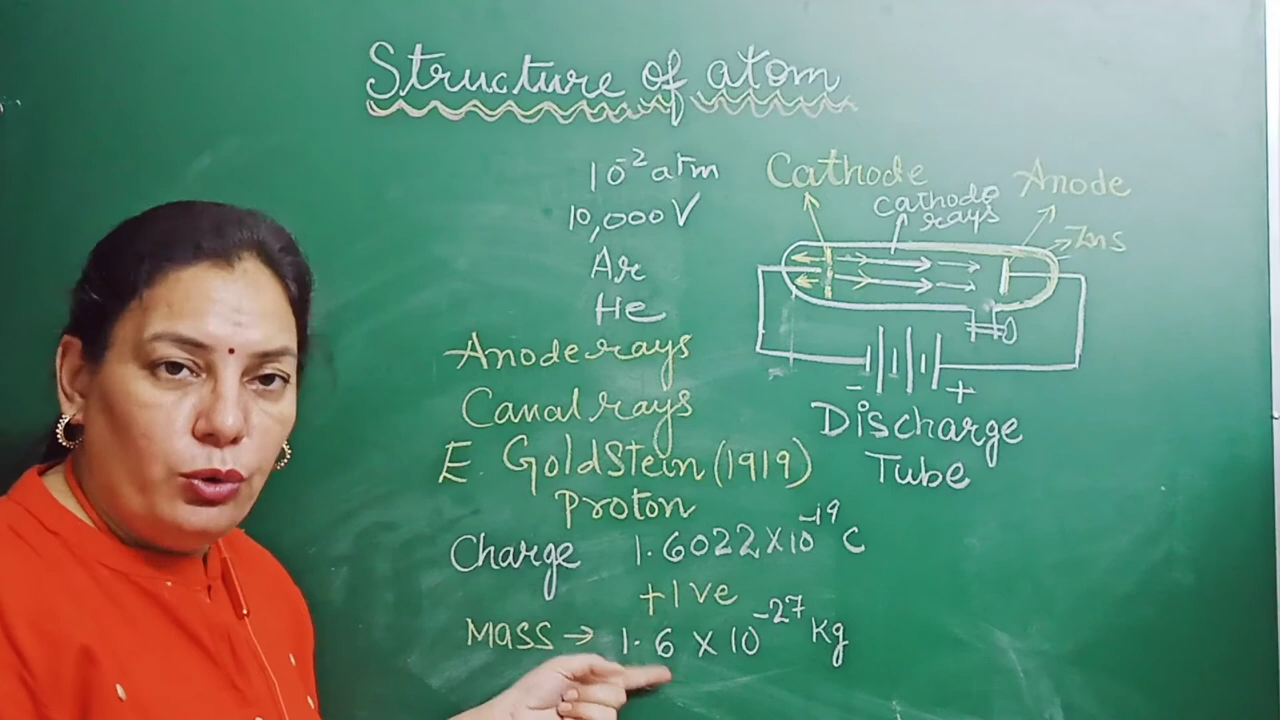 Structure of atom
10⁻² atm
10,000 V
Ar
He
Anode rays
Canal rays
E. Goldstein (1919)
Proton
Charge 1.6022 × 10⁻¹⁹ C
+1 ve
MASS → 1.6 × 10⁻²⁷ kg
Cathode
Cathode rays
Anode
ZnS
- +
Discharge
Tube